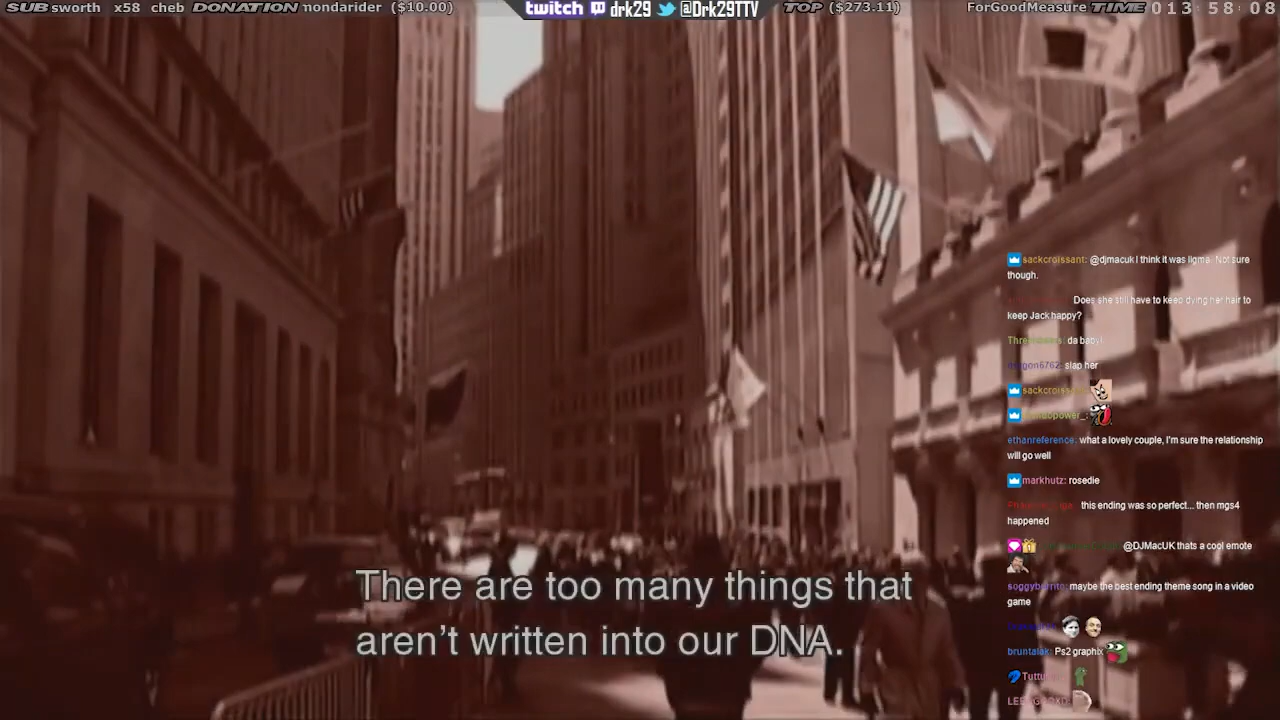 SUB sworth x58 cheb DONATION nondarider ($10.00) twitch drk29 @Drk29TTV TOP ($273.11) ForGoodMeasure TIME 013:58:08
sackcroissant: @djmacuk I think it was ligma. Not sure
though.
Does she still have to keep dying her hair to
keep Jack happy?
da baby!
slap her
ethanreference: what a lovely couple, I'm sure the relationship
will go well
markhutz: rosedie
this ending was so perfect... then mgs4
happened
@DJMacUK thats a cool emote
soggyburrito: maybe the best ending theme song in a video
game
bruntalak: Ps2 graphix
There are too many things that
aren't written into our DNA.